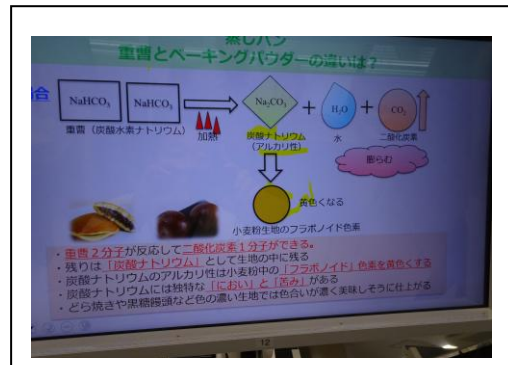 蒸しパン
重曹とベーキングパウダーの違いは?
NaHCO₃ NaHCO₃ Na₂CO₃ + H₂O + CO₂
重曹(炭酸水素ナトリウム) 加熱 炭酸ナトリウム 水 二酸化炭素
(アルカリ性)
膨らむ
黄色くなる
小麦粉生地のフラボノイド色素
・重曹2分子が反応して二酸化炭素1分子ができる。
・残りは「炭酸ナトリウム」として生地の中に残る
・炭酸ナトリウムのアルカリ性は小麦粉中の「フラボノイド」色素を黄色くする
・炭酸ナトリウムには独特な「におい」と「苦み」がある
・どら焼きや黒糖饅頭など色の濃い生地では色合いが濃く美味しそうに仕上がる
12